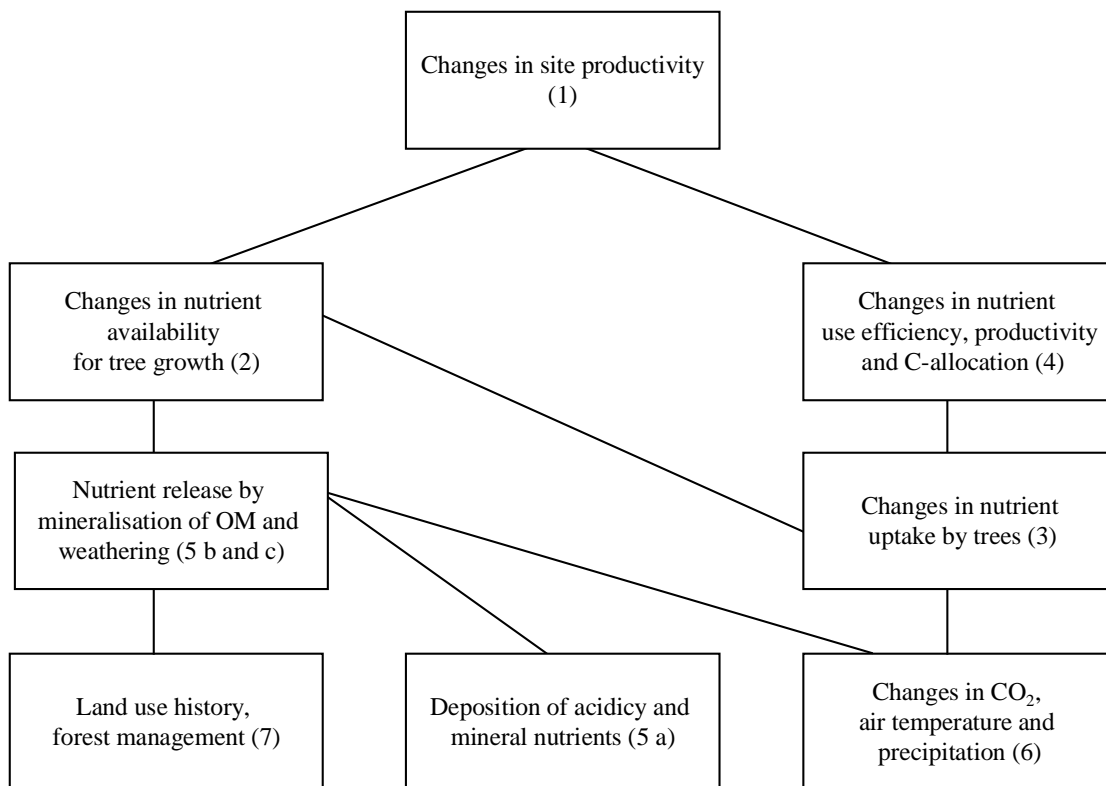 Changes in site productivity
(1)
Changes in nutrient
availability
for tree growth (2)
Changes in nutrient
use efficiency, productivity
and C-allocation (4)
Nutrient release by
mineralisation of OM and
weathering (5 b and c)
Changes in nutrient
uptake by trees (3)
Land use history,
forest management (7)
Deposition of acidicy and
mineral nutrients (5 a)
Changes in CO₂,
air temperature and
precipitation (6)